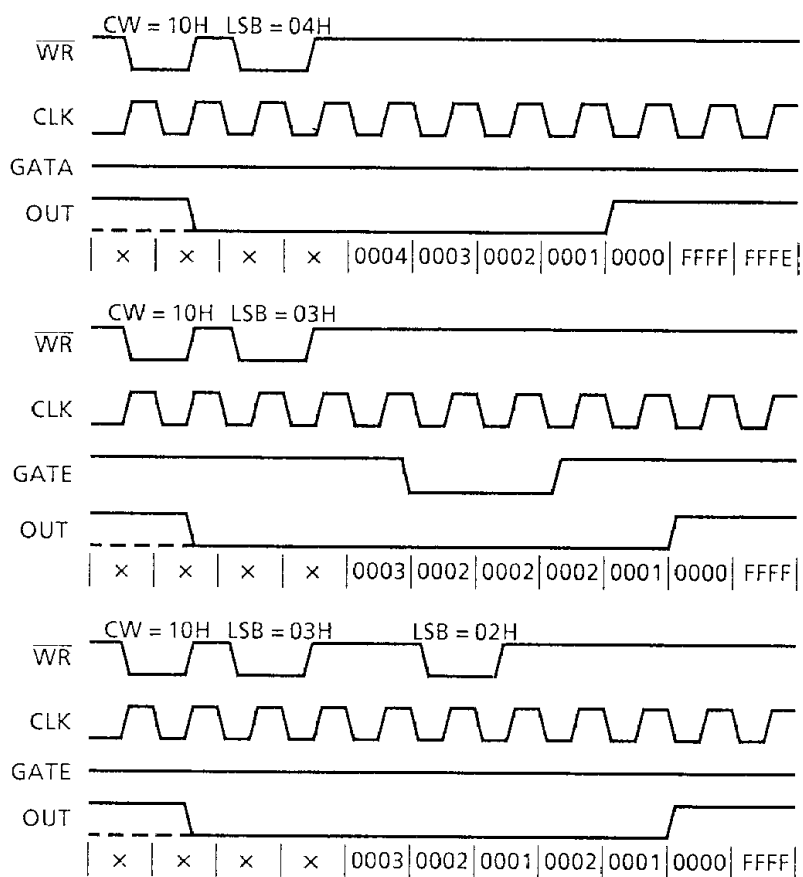 CW = 10H LSB = 04H
WR
CLK
GATA
OUT
| × | × | × | × | 0004 | 0003 | 0002 | 0001 | 0000 | FFFF | FFFE |
CW = 10H LSB = 03H
WR
CLK
GATE
OUT
| × | × | × | × | 0003 | 0002 | 0002 | 0002 | 0001 | 0000 | FFFF |
CW = 10H LSB = 03H LSB = 02H
WR
CLK
GATE
OUT
| × | × | × | × | 0003 | 0002 | 0001 | 0002 | 0001 | 0000 | FFFF |